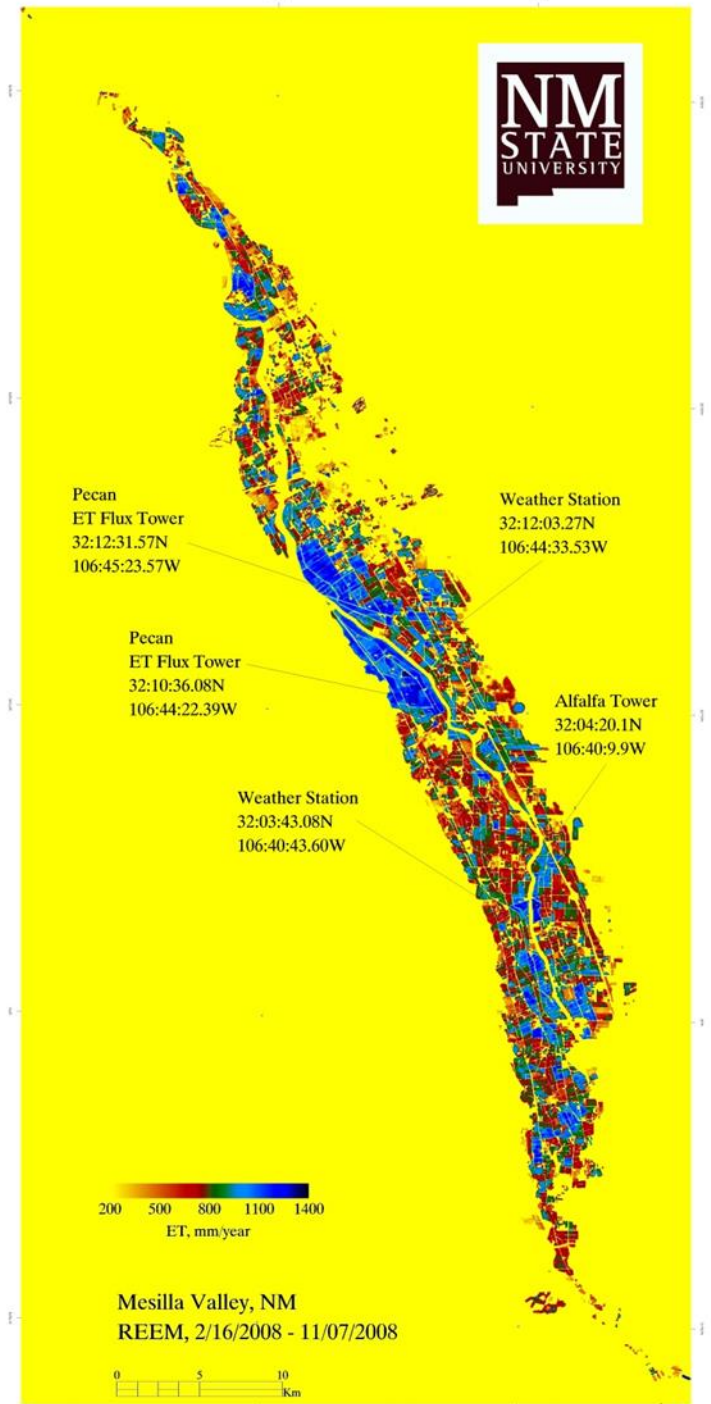 NM
STATE
UNIVERSITY
Pecan
ET Flux Tower
32:12:31.57N
106:45:23.57W
Weather Station
32:12:03.27N
106:44:33.53W
Pecan
ET Flux Tower
32:10:36.08N
106:44:22.39W
Alfalfa Tower
32:04:20.1N
106:40:9.9W
Weather Station
32:03:43.08N
106:40:43.60W
200 500 800 1100 1400
ET, mm/year
Mesilla Valley, NM
REEM, 2/16/2008 - 11/07/2008
0 5 10
Km